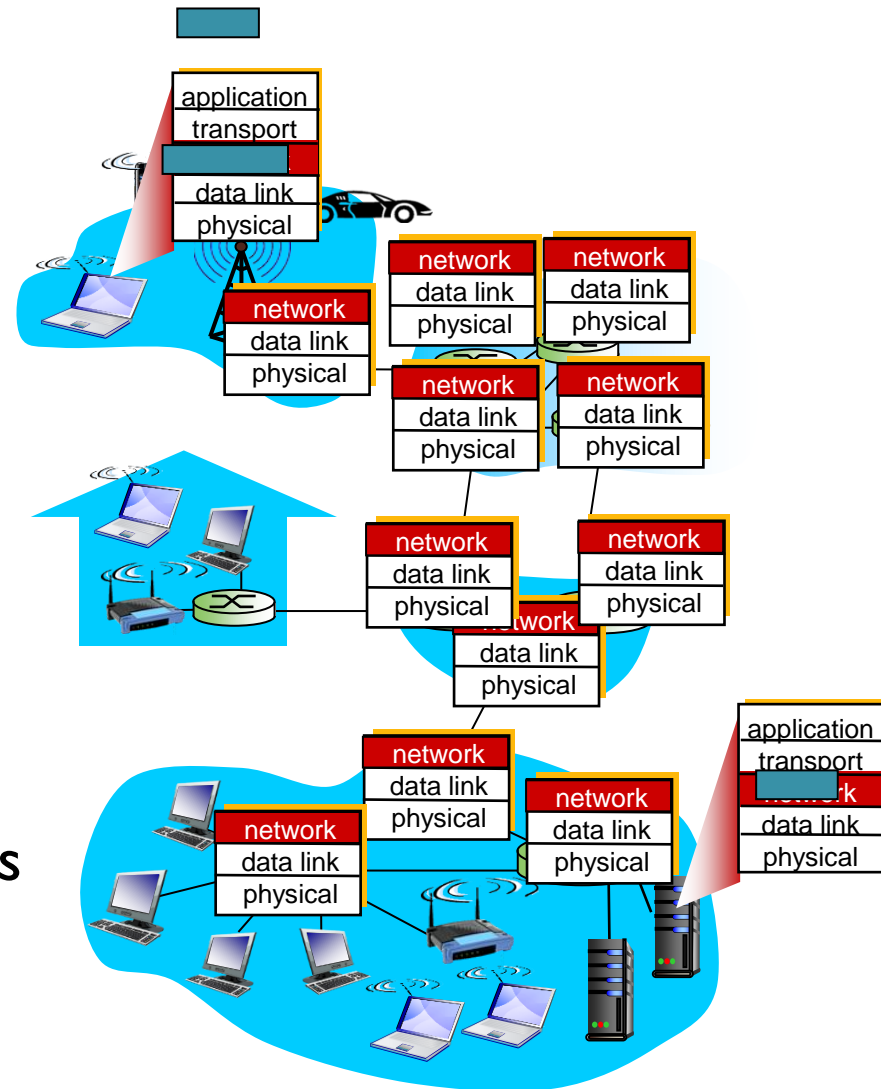 application
transport
data link
physical
network
data link
physical
network
data link
physical
network
data link
physical
network
data link
physical
network
data link
physical
network
data link
physical
network
data link
physical
data link
physical
application
transport
data link
physical
network
data link
physical
network
data link
physical
network
data link
physical
s